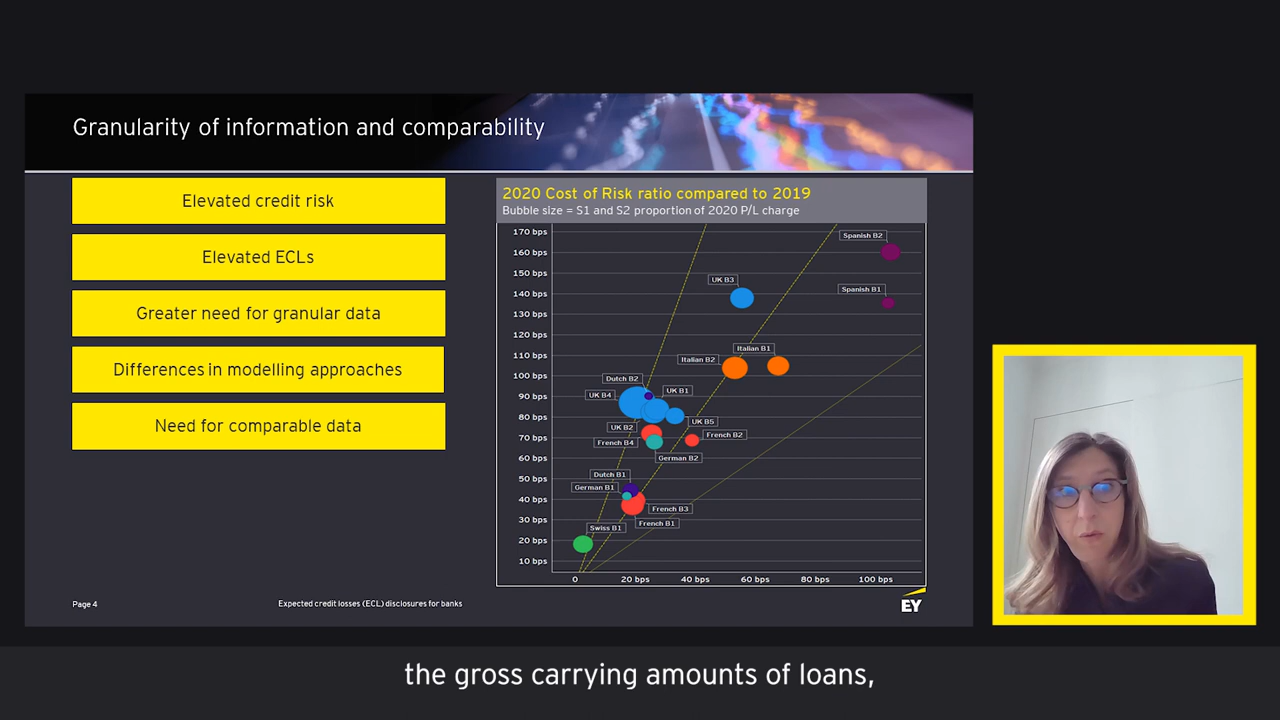 Granularity of information and comparability
Elevated credit risk
Elevated ECLs
Greater need for granular data
Differences in modelling approaches
Need for comparable data
2020 Cost of Risk ratio compared to 2019
Bubble size = S1 and S2 proportion of 2020 P/L charge
170 bps
160 bps
150 bps
140 bps
130 bps
120 bps
110 bps
100 bps
90 bps
80 bps
70 bps
60 bps
50 bps
40 bps
30 bps
20 bps
10 bps
Spanish B2
UK B3
Spanish B1
Italian B1
Italian B2
Dutch B2
UK B4
UK B1
UK B5
UK B2
French B2
French B4
German B2
Dutch B1
German B1
French B3
French B1
Swiss B1
0
20 bps
40 bps
60 bps
80 bps
100 bps
Page 4
Expected credit losses (ECL) disclosures for banks
EY
the gross carrying amounts of loans,